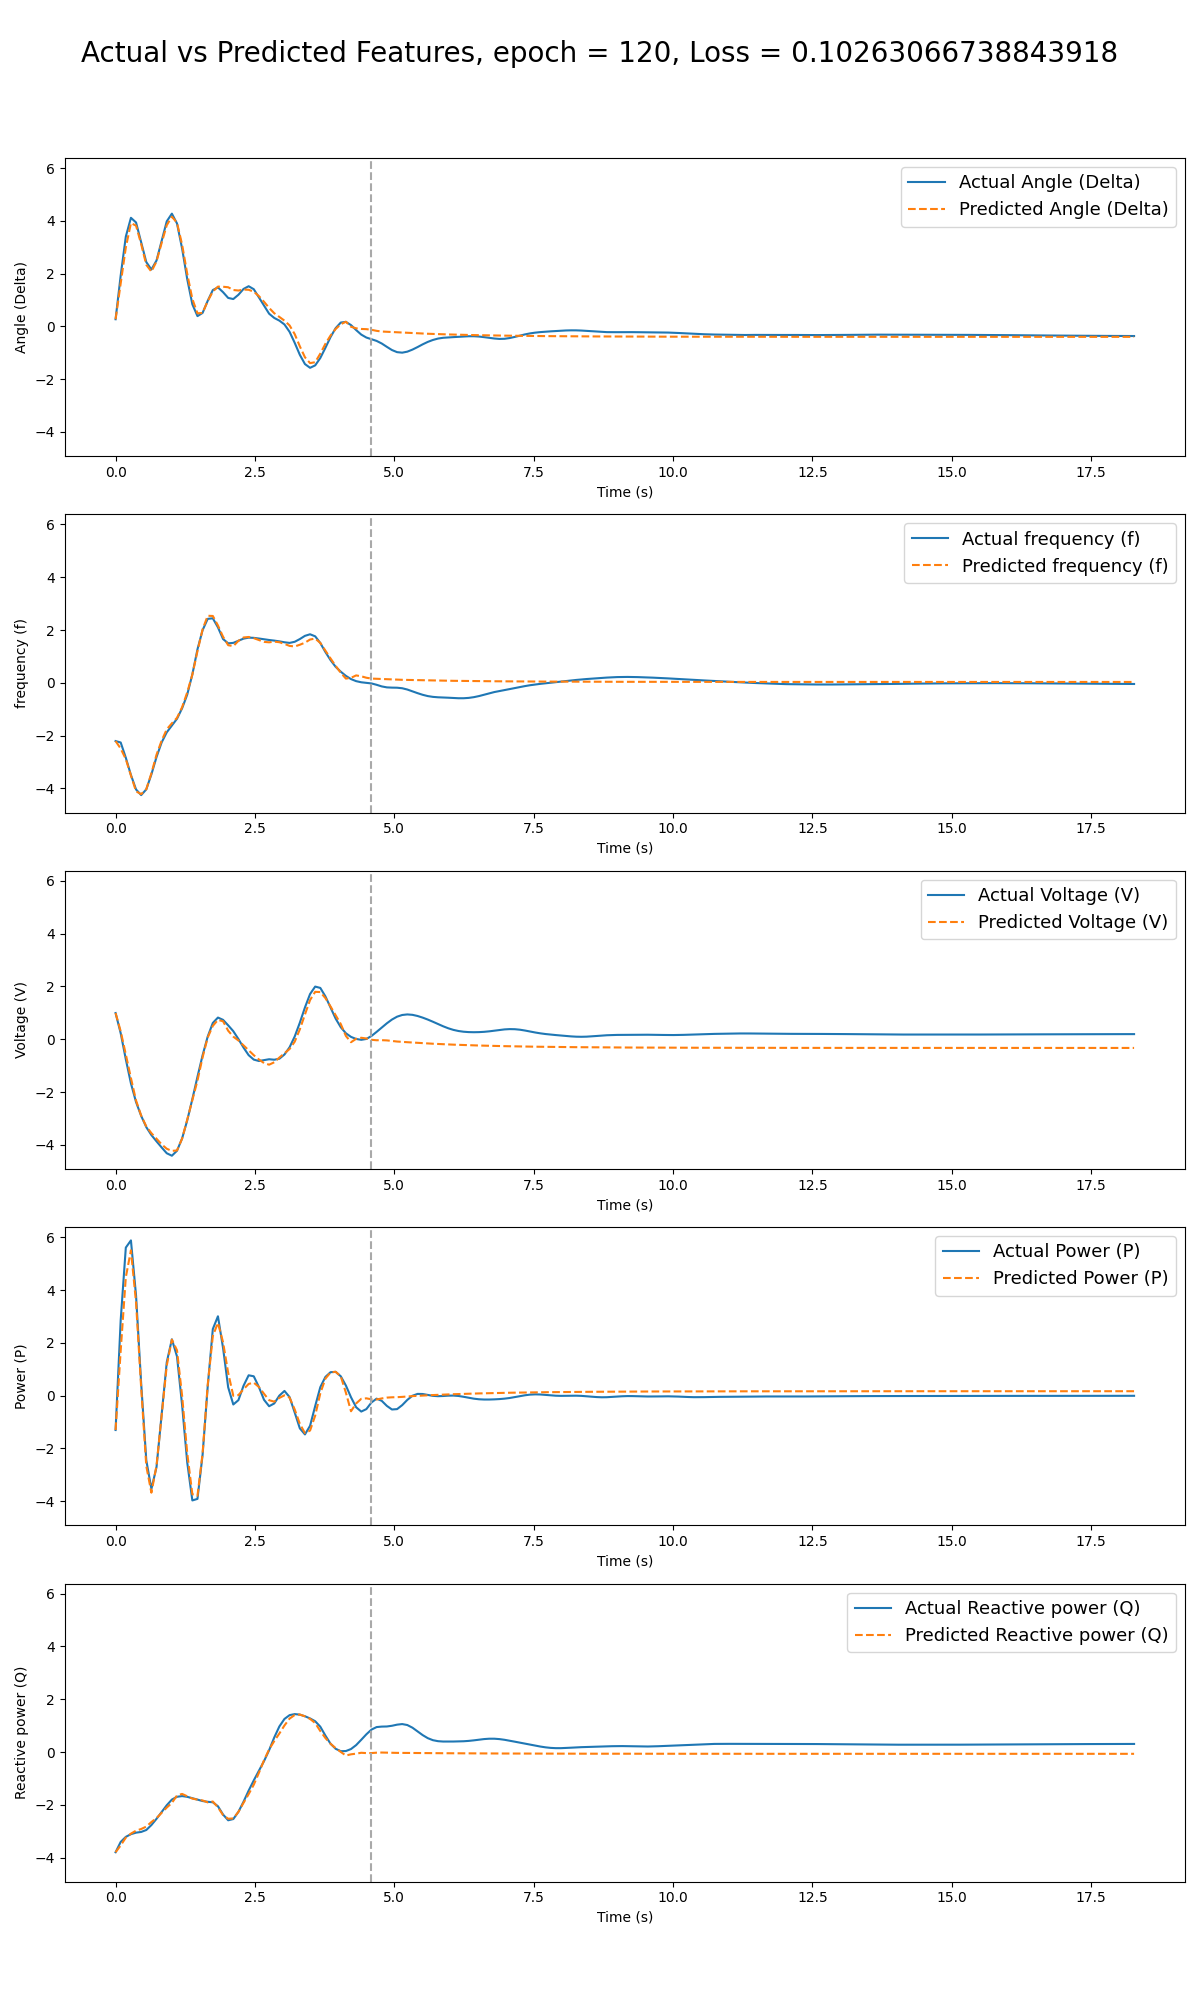 Actual vs Predicted Features, epoch = 120, Loss = 0.10263066738843918
6
4
2
0
−2
−4
Angle (Delta)
Actual Angle (Delta)
Predicted Angle (Delta)
0.0 2.5 5.0 7.5 10.0 12.5 15.0 17.5
Time (s)
6
4
2
0
−2
−4
frequency (f)
Actual frequency (f)
Predicted frequency (f)
0.0 2.5 5.0 7.5 10.0 12.5 15.0 17.5
Time (s)
6
4
2
0
−2
−4
Voltage (V)
Actual Voltage (V)
Predicted Voltage (V)
0.0 2.5 5.0 7.5 10.0 12.5 15.0 17.5
Time (s)
6
4
2
0
−2
−4
Power (P)
Actual Power (P)
Predicted Power (P)
0.0 2.5 5.0 7.5 10.0 12.5 15.0 17.5
Time (s)
6
4
2
0
−2
−4
Reactive power (Q)
Actual Reactive power (Q)
Predicted Reactive power (Q)
0.0 2.5 5.0 7.5 10.0 12.5 15.0 17.5
Time (s)